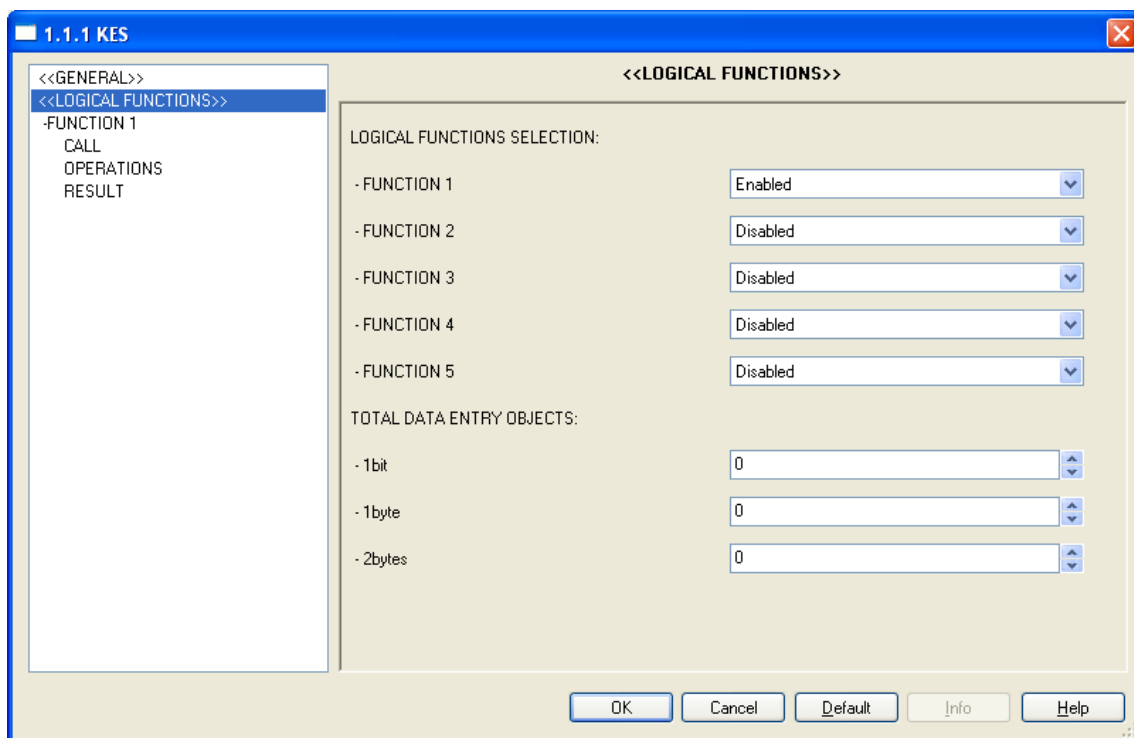 1.1.1 KES
<<GENERAL>>
<<LOGICAL FUNCTIONS>>
-FUNCTION 1
CALL
OPERATIONS
RESULT
<<LOGICAL FUNCTIONS>>
LOGICAL FUNCTIONS SELECTION:
- FUNCTION 1 Enabled
- FUNCTION 2 Disabled
- FUNCTION 3 Disabled
- FUNCTION 4 Disabled
- FUNCTION 5 Disabled
TOTAL DATA ENTRY OBJECTS:
- 1bit 0
- 1byte 0
- 2bytes 0
OK Cancel Default Info Help